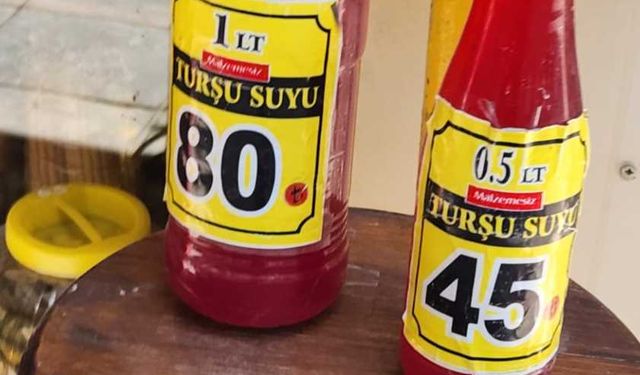 1 LT
Malzemesiz
TURŞU SUYU
80 ₺
0.5 LT
Malzemesiz
TURŞU SUYU
45 ₺